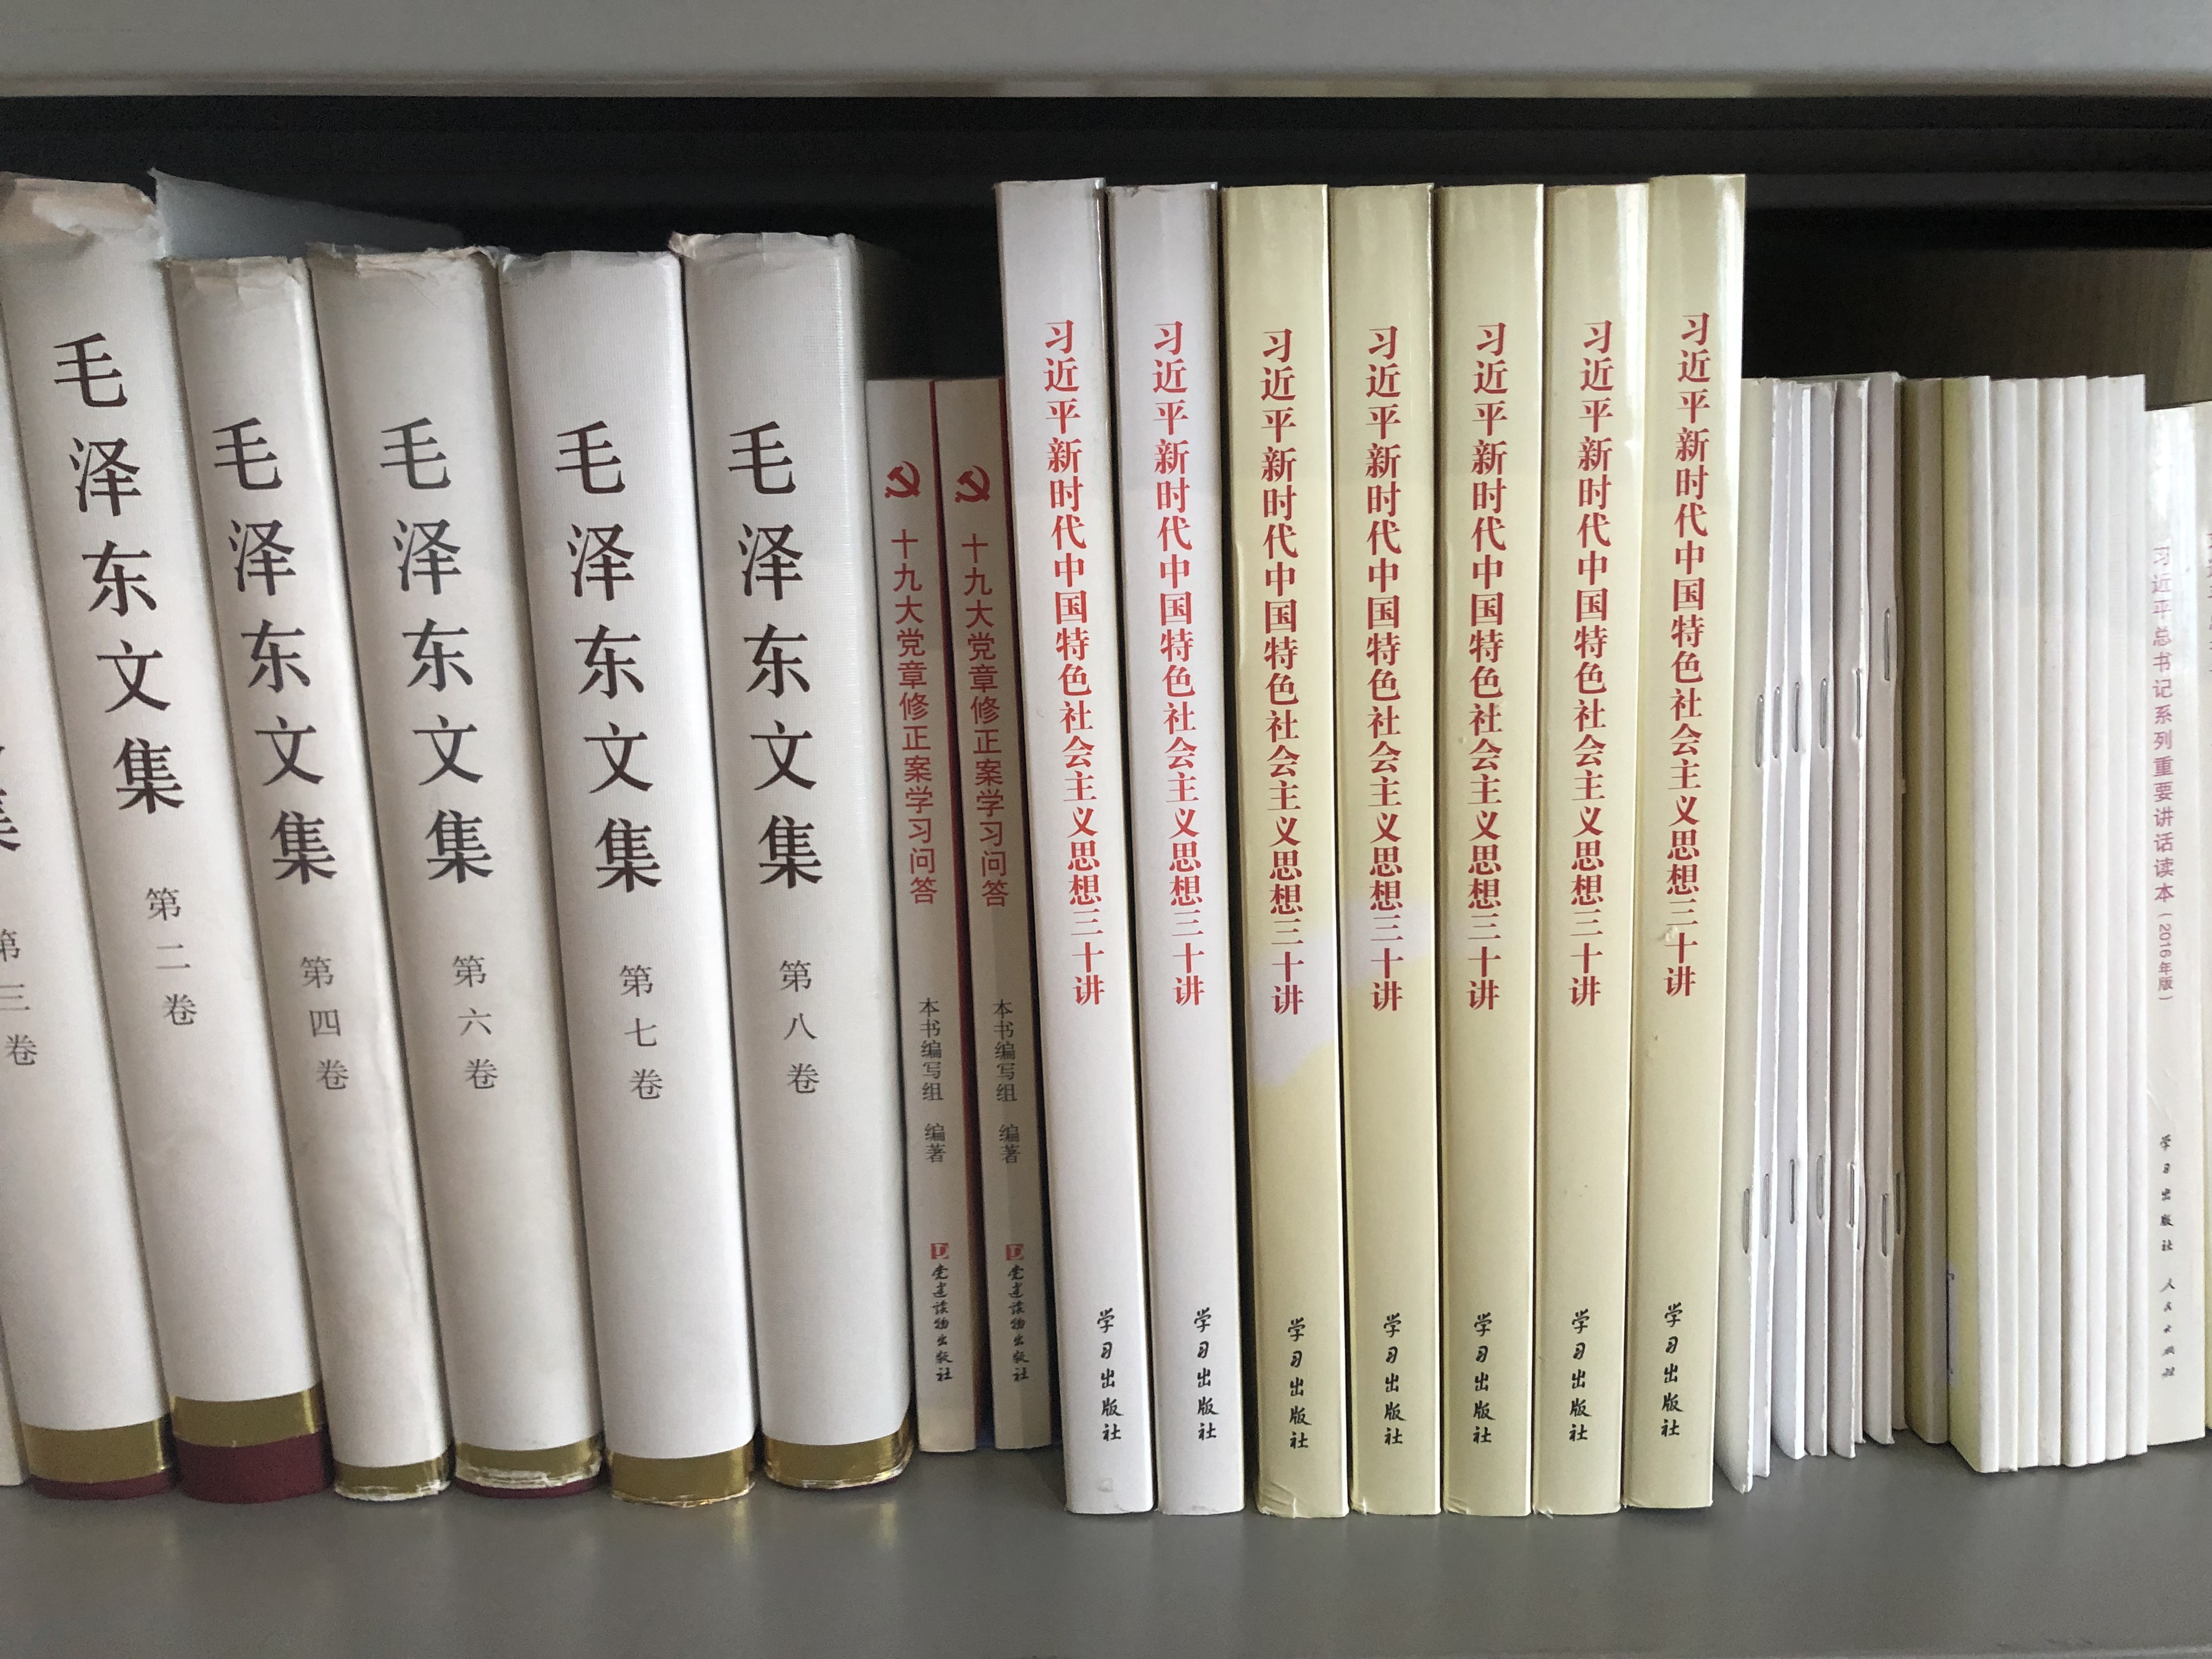 集 第三卷
毛泽东文集 第二卷
毛泽东文集 第四卷
毛泽东文集 第六卷
毛泽东文集 第七卷
毛泽东文集 第八卷
十九大党章修正案学习问答 本书编写组 编著 党建读物出版社
十九大党章修正案学习问答 本书编写组 编著 党建读物出版社
习近平新时代中国特色社会主义思想三十讲 学习出版社
习近平新时代中国特色社会主义思想三十讲 学习出版社
习近平新时代中国特色社会主义思想三十讲 学习出版社
习近平新时代中国特色社会主义思想三十讲 学习出版社
习近平新时代中国特色社会主义思想三十讲 学习出版社
习近平新时代中国特色社会主义思想三十讲 学习出版社
习近平新时代中国特色社会主义思想三十讲 学习出版社
习近平总书记系列重要讲话读本（2016年版） 学习出版社 人民出版社